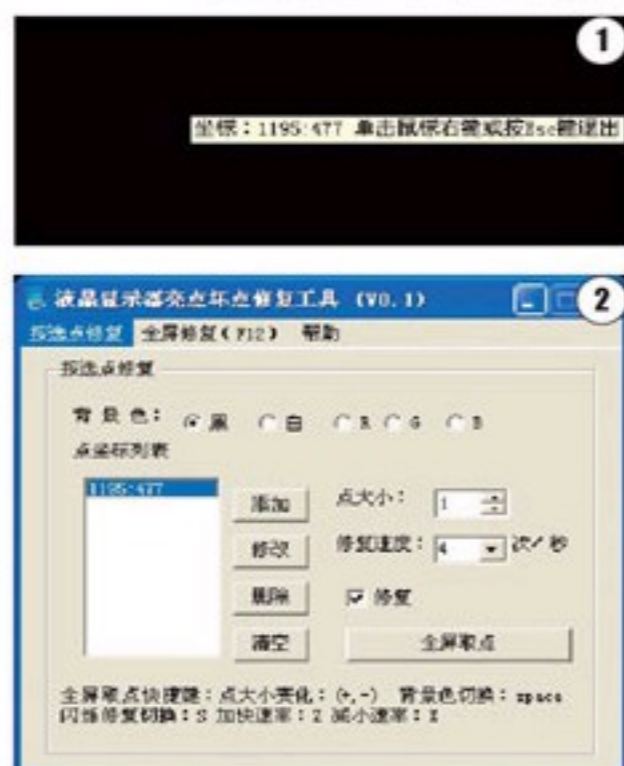 1
坐标：1195:477 单击鼠标右键或按Esc键退出
液晶显示器亮点坏点修复工具 (V0.1)
2
按选点修复 全屏修复(F12) 帮助
按选点修复
背景色： 黑 白 R G B
点坐标列表
1195:477
添加 点大小： 1
修改 修复速度： 4 次/秒
删除 修复
清空 全屏取点
全屏取点快捷键：点大小变化：(+,-) 背景色切换：space
闪烁修复切换：S 加快速率：Z 减小速率：X